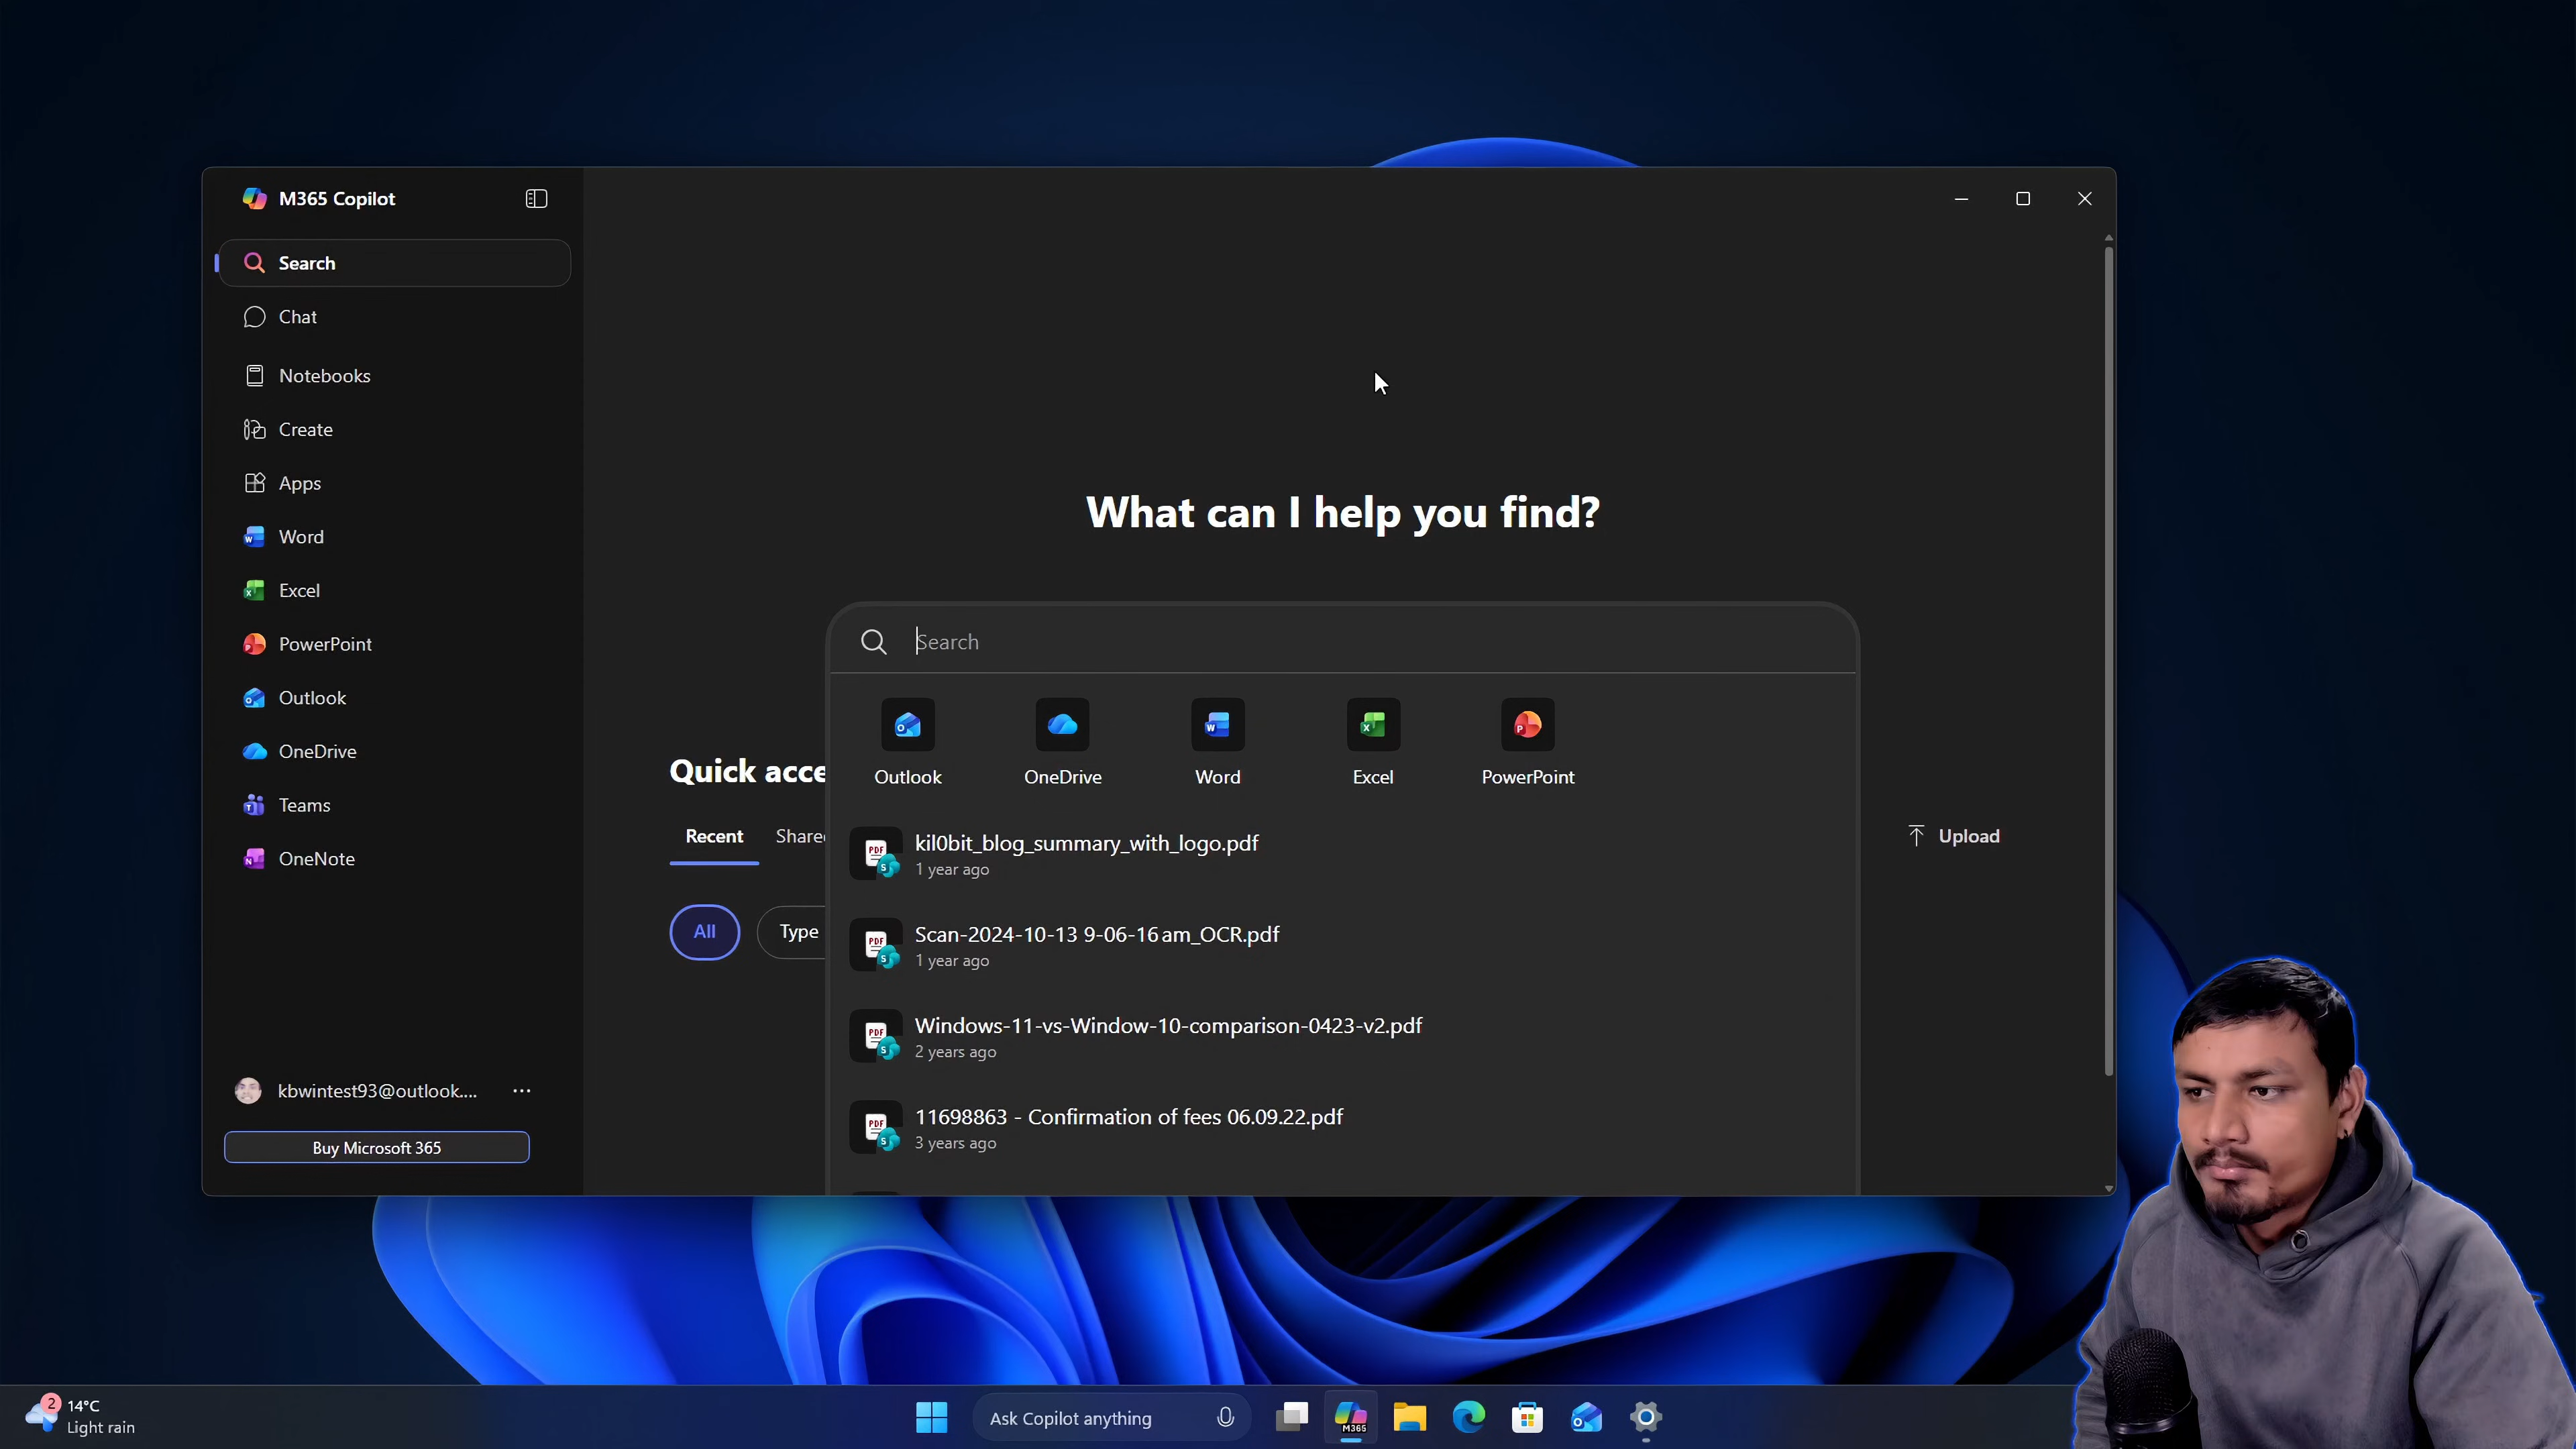 M365 Copilot
Search
Chat
Notebooks
Create
Apps
Word
Excel
PowerPoint
Outlook
OneDrive
Teams
OneNote
kbwintest93@outlook....
Buy Microsoft 365
What can I help you find?
Search
Outlook
OneDrive
Word
Excel
PowerPoint
Quick acce
Recent
Share
Upload
All
Type
kil0bit_blog_summary_with_logo.pdf
1 year ago
Scan-2024-10-13 9-06-16 am_OCR.pdf
1 year ago
Windows-11-vs-Window-10-comparison-0423-v2.pdf
2 years ago
11698863 - Confirmation of fees 06.09.22.pdf
3 years ago
2
14°C
Light rain
Ask Copilot anything
M365